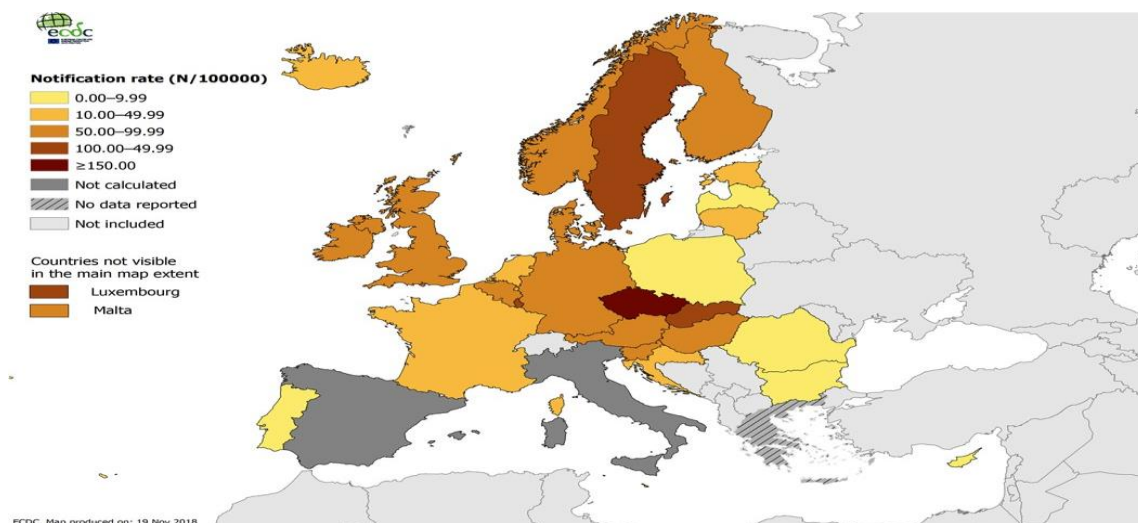 ecdc
Notification rate (N/100000)
0.00–9.99
10.00–49.99
50.00–99.99
100.00–49.99
≥150.00
Not calculated
No data reported
Not included
Countries not visible
in the main map extent
Luxembourg
Malta
ECDC. Map produced on: 19 Nov 2018